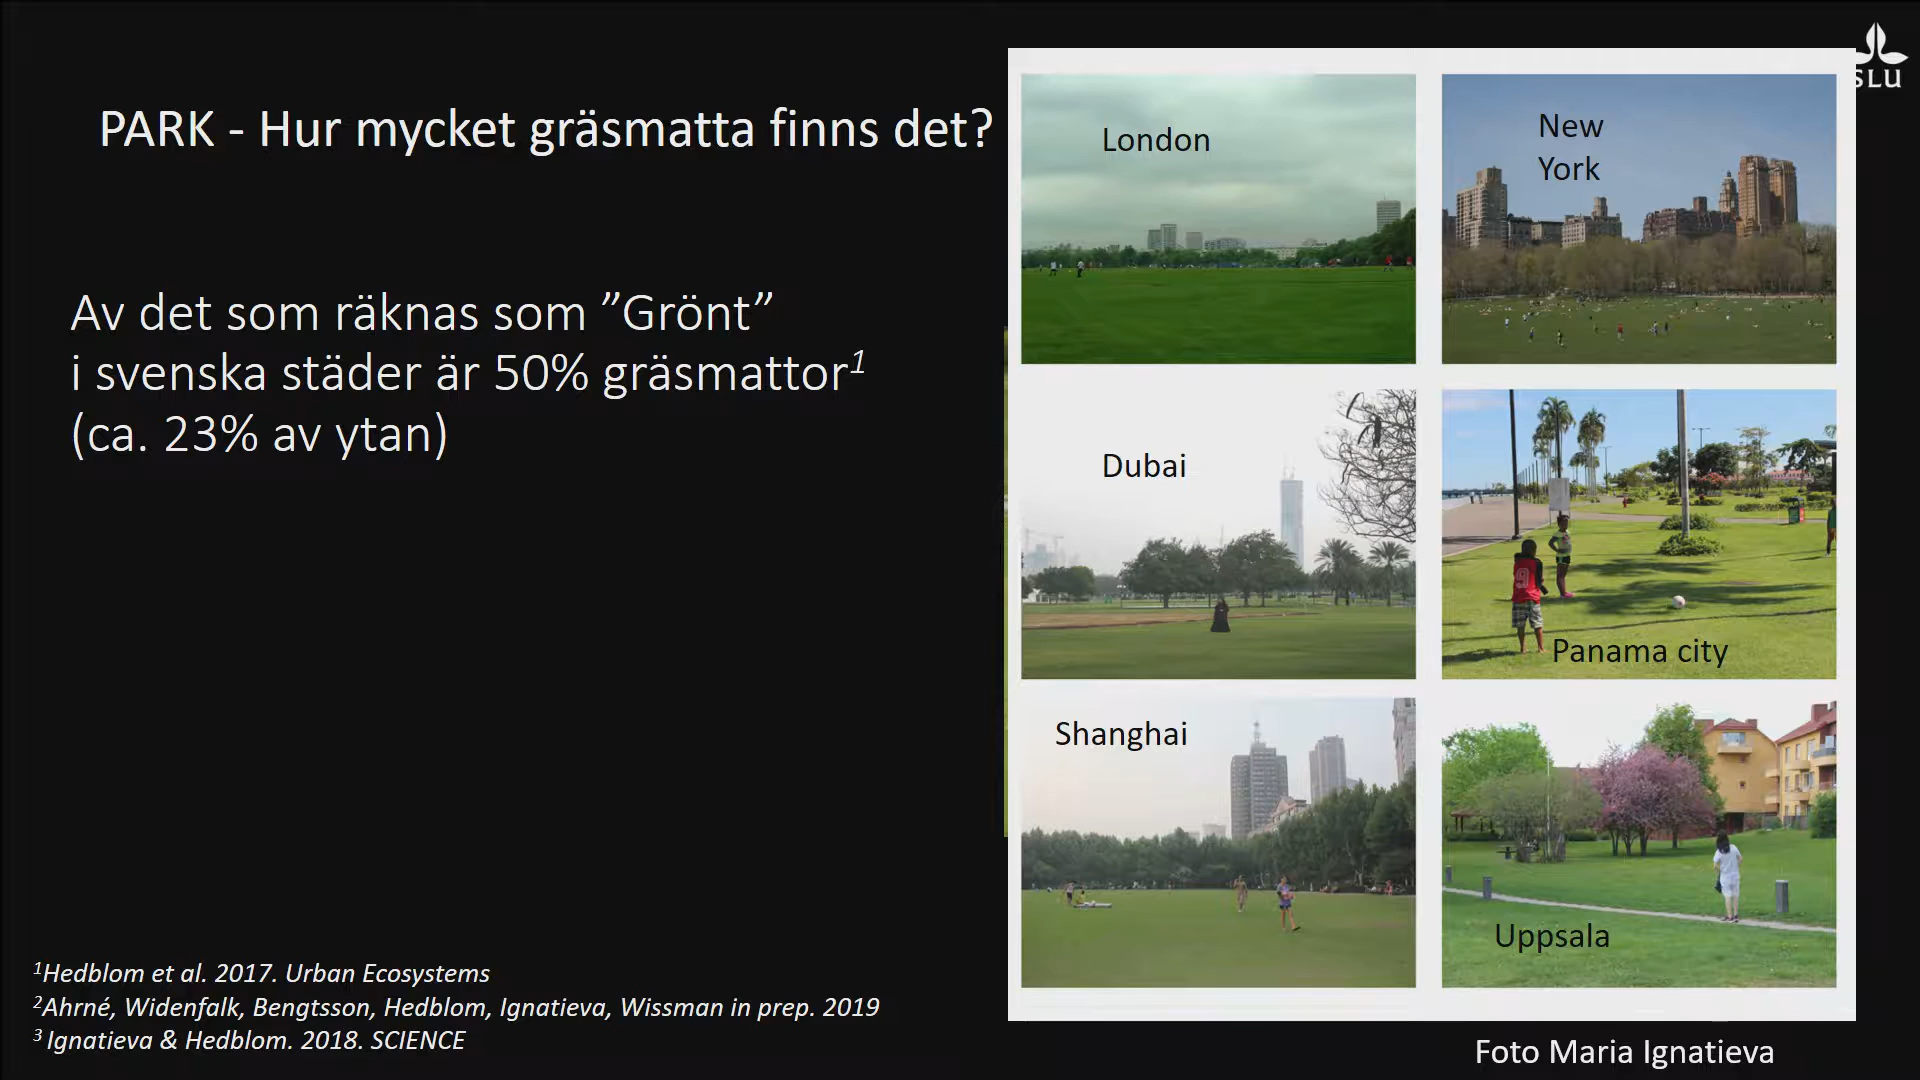 SLU
PARK - Hur mycket gräsmatta finns det?
Av det som räknas som ”Grönt”
i svenska städer är 50% gräsmattor¹
(ca. 23% av ytan)
London
New
York
Dubai
Panama city
Shanghai
Uppsala
9
¹Hedblom et al. 2017. Urban Ecosystems
²Ahrné, Widenfalk, Bengtsson, Hedblom, Ignatieva, Wissman in prep. 2019
³ Ignatieva & Hedblom. 2018. SCIENCE
Foto Maria Ignatieva